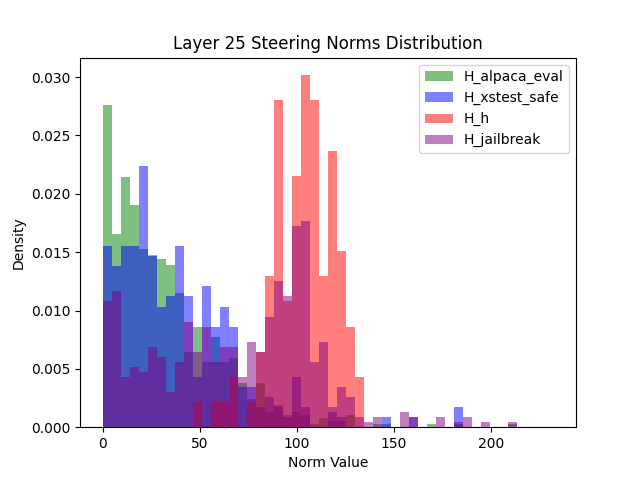 Layer 25 Steering Norms Distribution
H_alpaca_eval
H_xstest_safe
H_h
H_jailbreak
Density
0.030
0.025
0.020
0.015
0.010
0.005
0.000
0
50
100
150
200
Norm Value